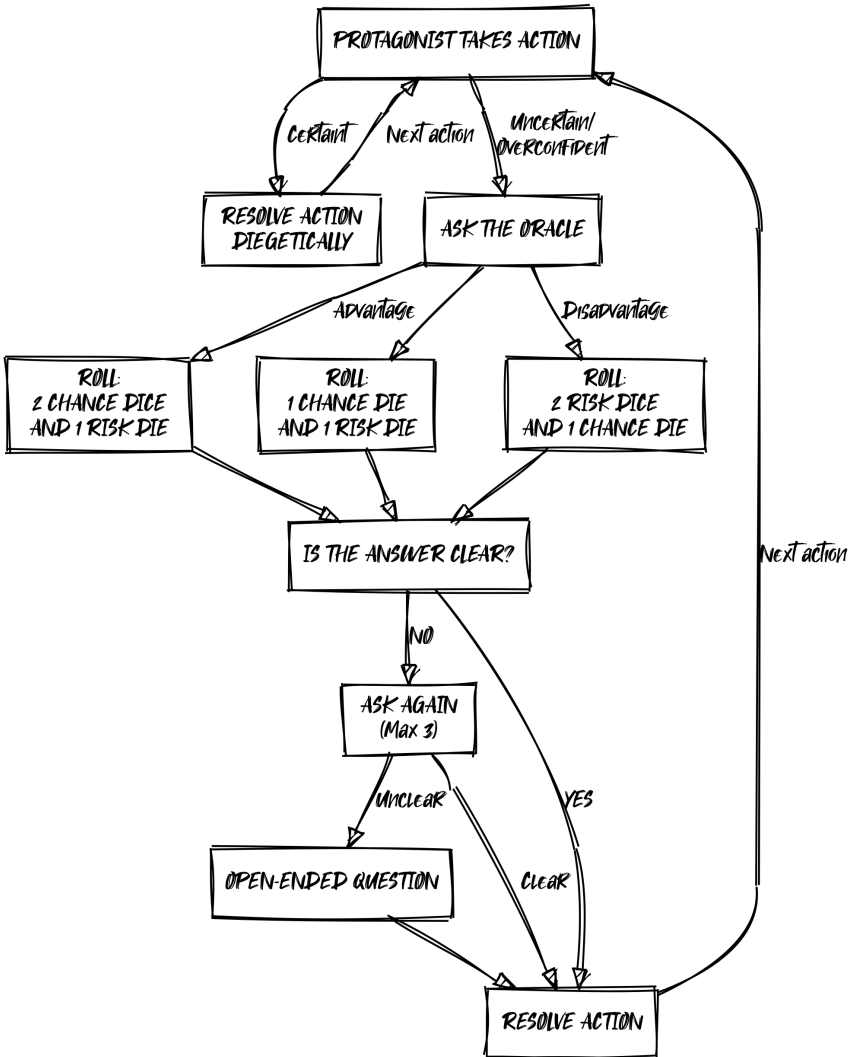 PROTAGONIST TAKES ACTION
Certaint
Next action
Uncertain/
Overconfident
RESOLVE ACTION
DIEGETICALLY
ASK THE ORACLE
Advantage
Disadvantage
ROLL:
2 CHANCE DICE
AND 1 RISK DIE
ROLL:
1 CHANCE DIE
AND 1 RISK DIE
ROLL:
2 RISK DICE
AND 1 CHANCE DIE
IS THE ANSWER CLEAR?
Next action
NO
ASK AGAIN
(Max 3)
Unclear
YES
OPEN-ENDED QUESTION
Clear
RESOLVE ACTION